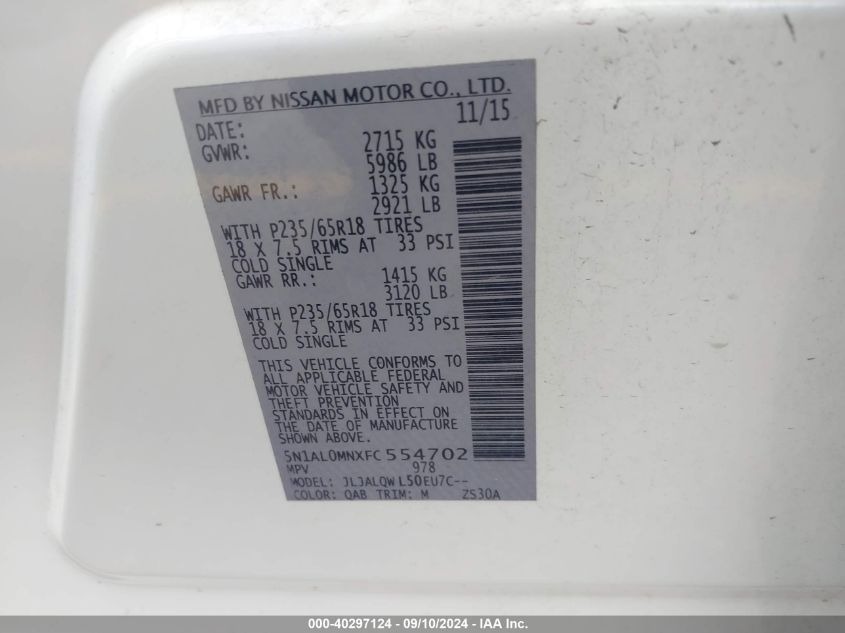 MFD BY NISSAN MOTOR CO., LTD.
DATE: 11/15
GVWR: 2715 KG
5986 LB
GAWR FR.: 1325 KG
2921 LB
WITH P235/65R18 TIRES
18 X 7.5 RIMS AT 33 PSI
COLD SINGLE
GAWR RR.: 1415 KG
3120 LB
WITH P235/65R18 TIRES
18 X 7.5 RIMS AT 33 PSI
COLD SINGLE
THIS VEHICLE CONFORMS TO
ALL APPLICABLE FEDERAL
MOTOR VEHICLE SAFETY AND
THEFT PREVENTION
STANDARDS IN EFFECT ON
THE DATE OF MANUFACTURE
SHOWN ABOVE.
5N1AL0MNXFC554702
MPV 978
MODEL: JLJALQWL50EU7C--
COLOR: QAB TRIM: M ZS30A
000-40297124 - 09/10/2024 - IAA Inc.